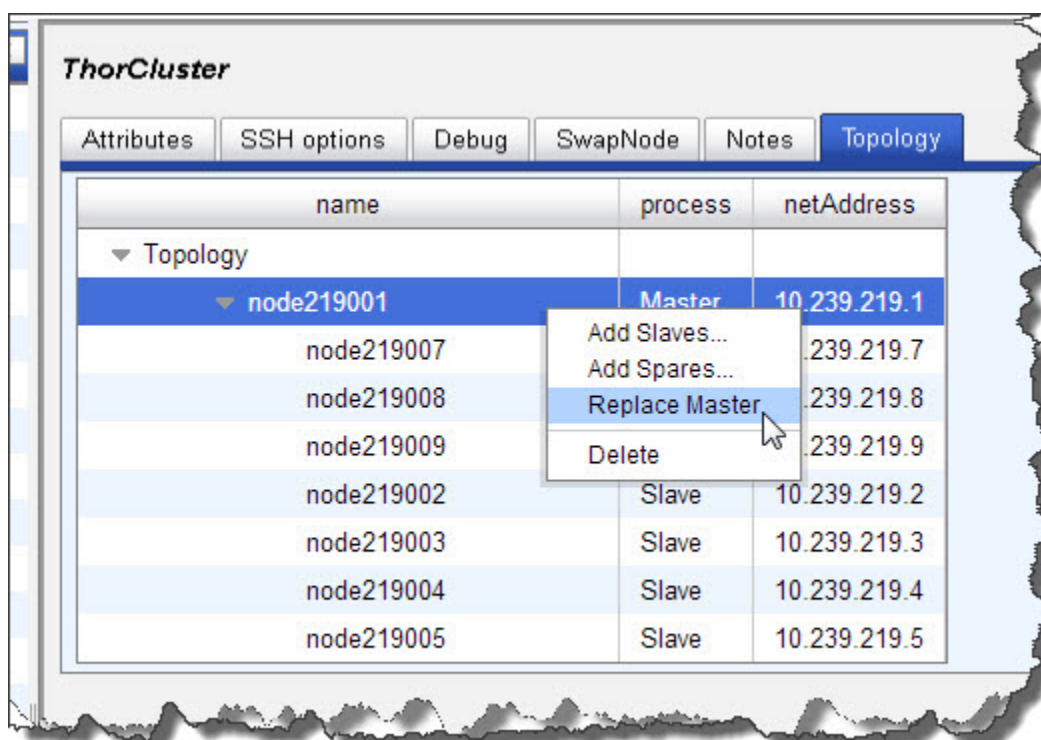 ThorCluster
Attributes SSH options Debug SwapNode Notes Topology
name process netAddress
Topology
node219001 Master 10.239.219.1
Add Slaves...
node219007 .239.219.7
Add Spares...
node219008 .239.219.8
Replace Master
node219009 .239.219.9
Delete
node219002 Slave 10.239.219.2
node219003 Slave 10.239.219.3
node219004 Slave 10.239.219.4
node219005 Slave 10.239.219.5